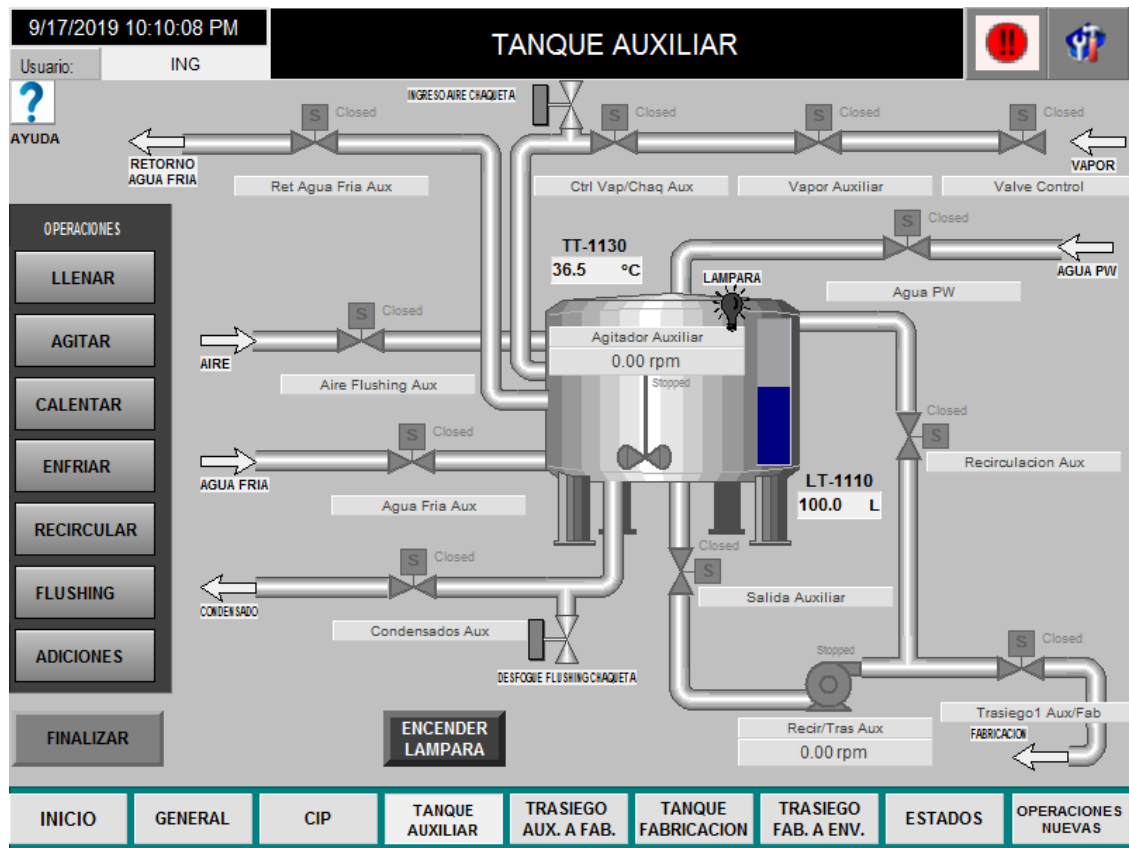 9/17/2019 10:10:08 PM
TANQUE AUXILIAR
Usuario:
ING
AYUDA
INGRESO AIRE CHAQUETA
S Closed
S Closed
S Closed
S Closed
RETORNO
AGUA FRIA
VAPOR
Ret Agua Fria Aux
Ctrl Vap/Chaq Aux
Vapor Auxiliar
Valve Control
S Closed
OPERACIONES
TT-1130
36.5 ºC
LAMPARA
AGUA PW
LLENAR
Agua PW
S Closed
AGITAR
Agitador Auxiliar
0.00 rpm
AIRE
Stopped
Aire Flushing Aux
CALENTAR
Closed
S
S Closed
ENFRIAR
Recirculacion Aux
AGUA FRIA
LT-1110
100.0 L
Agua Fria Aux
RECIRCULAR
Closed
S
S Closed
FLUSHING
Salida Auxiliar
CONDENSADO
Condensados Aux
S Closed
ADICIONES
Stopped
DESFOGUE FLUSHING CHAQUETA
Trasiego1 Aux/Fab
FINALIZAR
ENCENDER
LAMPARA
Recir/Tras Aux
0.00 rpm
FABRICACION
INICIO
GENERAL
CIP
TANQUE
AUXILIAR
TRASIEGO
AUX. A FAB.
TANQUE
FABRICACION
TRASIEGO
FAB. A ENV.
ESTADOS
OPERACIONES
NUEVAS